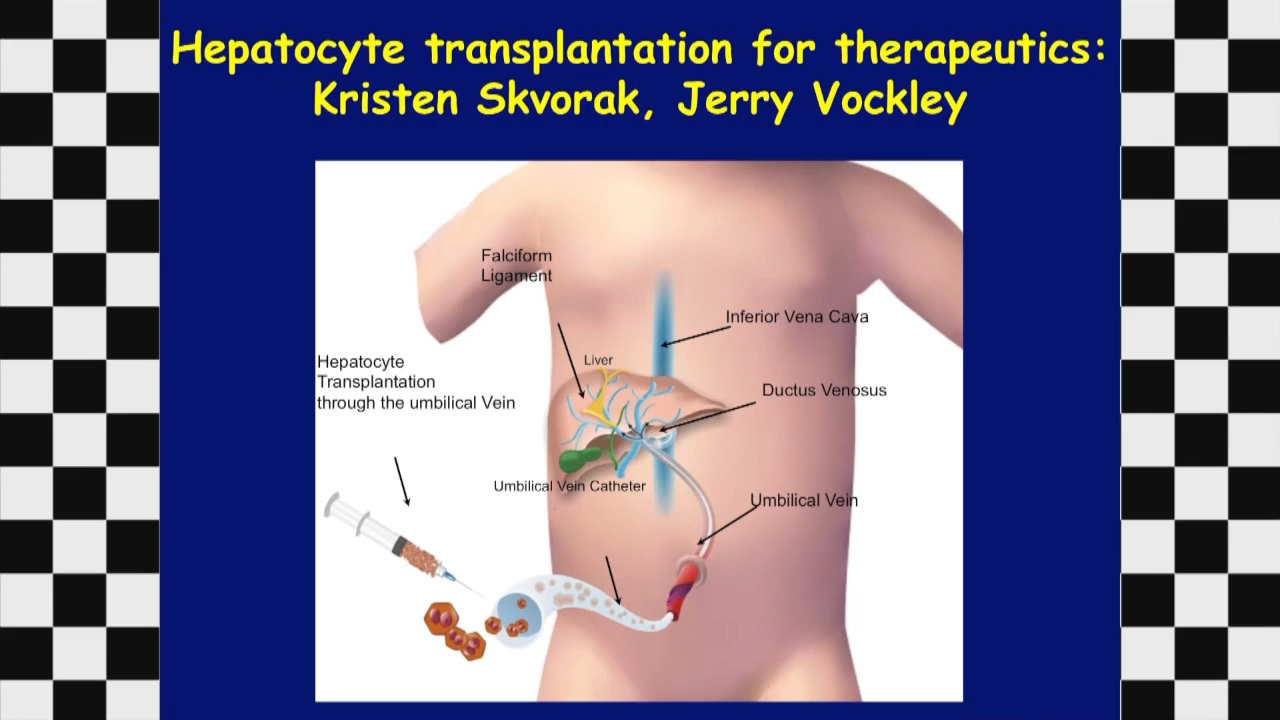 Hepatocyte transplantation for therapeutics:
Kristen Skvorak, Jerry Vockley
Falciform
Ligament
Inferior Vena Cava
Liver
Hepatocyte
Transplantation
through the umbilical Vein
Ductus Venosus
Umbilical Vein Catheter
Umbilical Vein